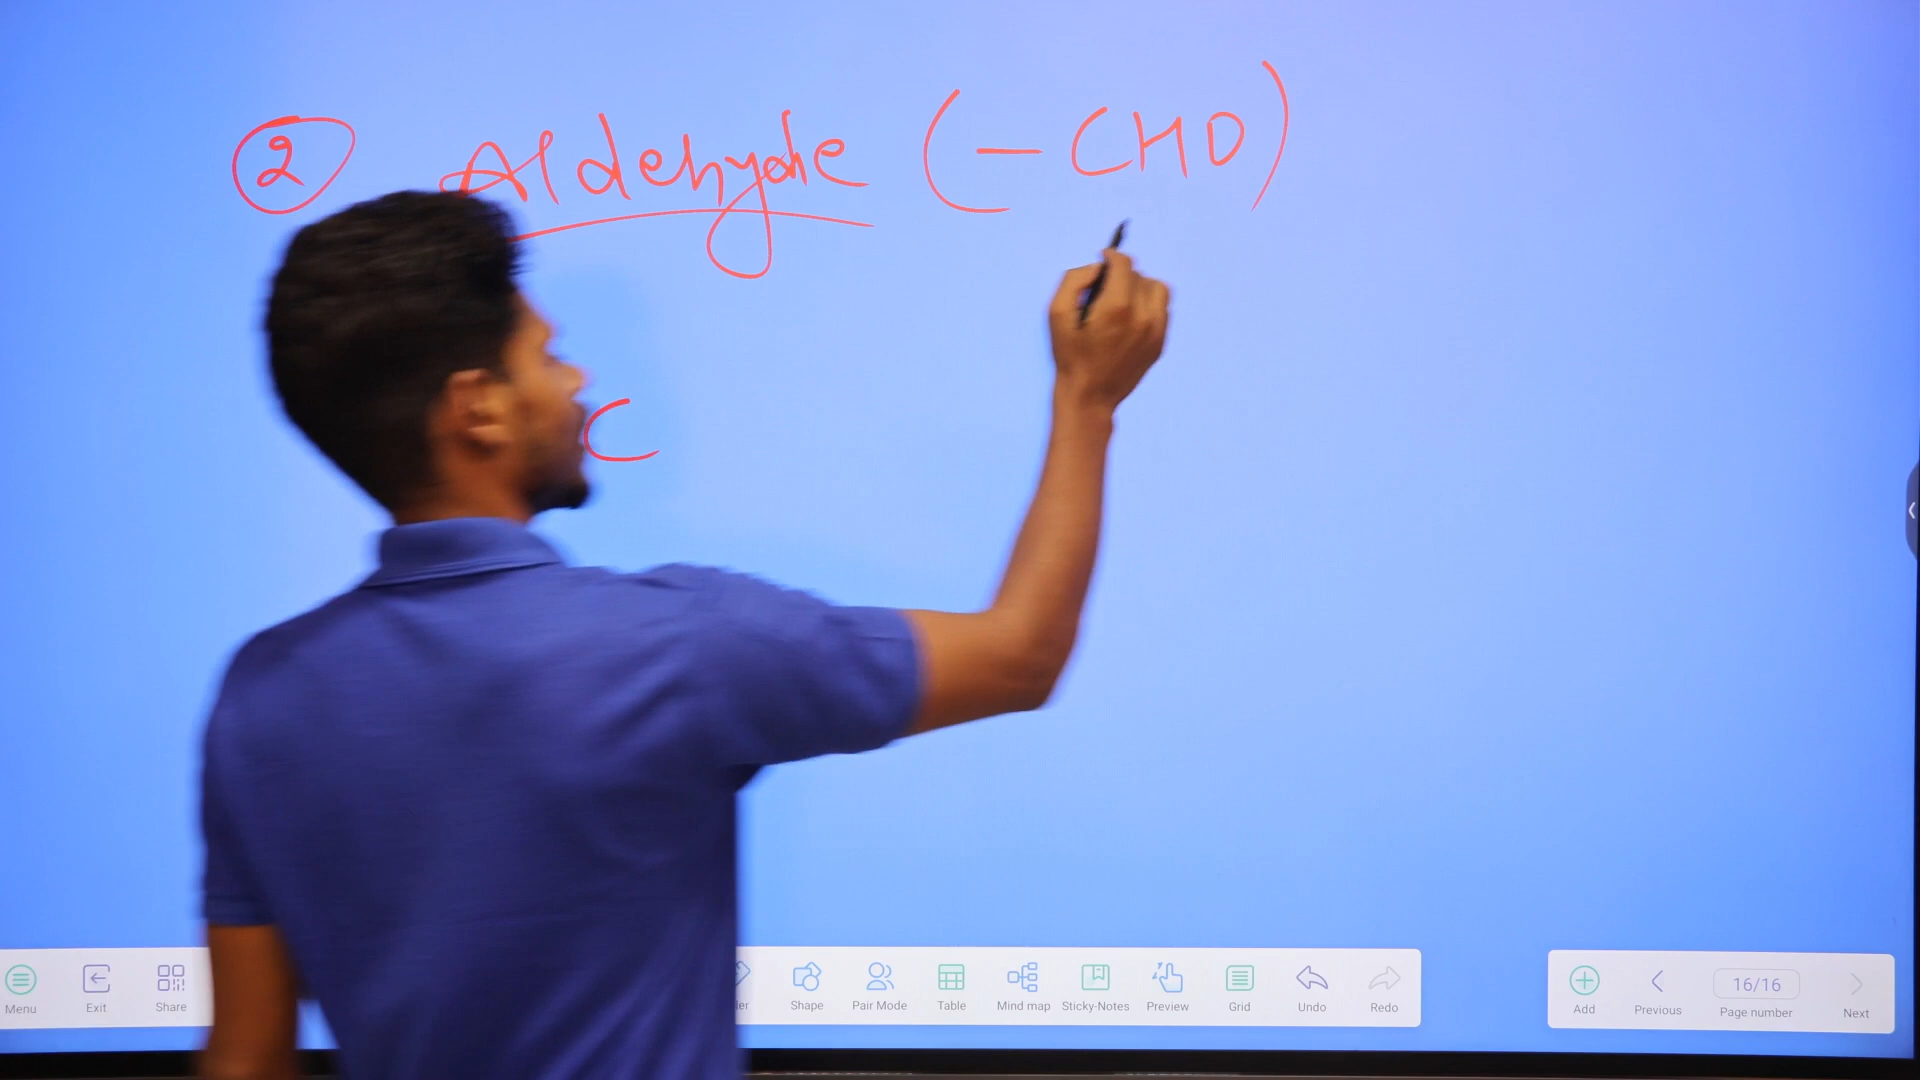 ② Aldehyde (-CHO)
C
Menu Exit Share Shape Pair Mode Table Mind map Sticky-Notes Preview Grid Undo Redo Add Previous 16/16 Page number Next